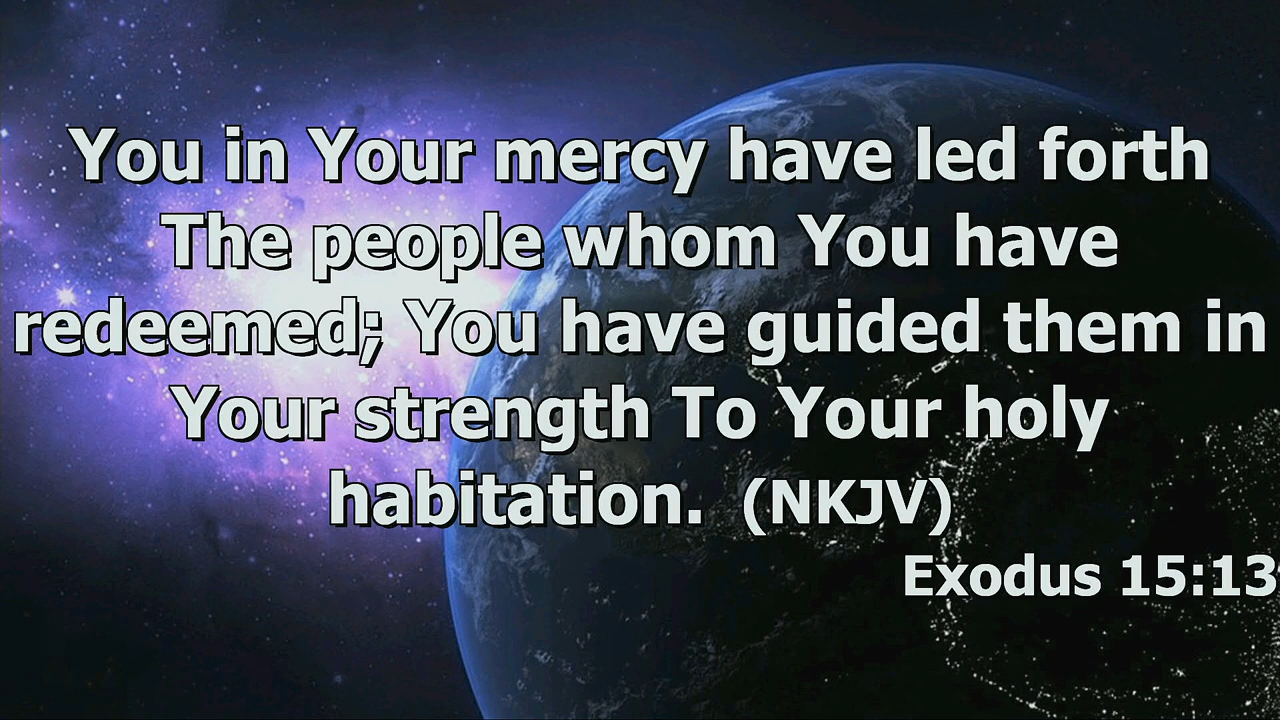 You in Your mercy have led forth
The people whom You have
redeemed; You have guided them in
Your strength To Your holy
habitation. (NKJV)
Exodus 15:13